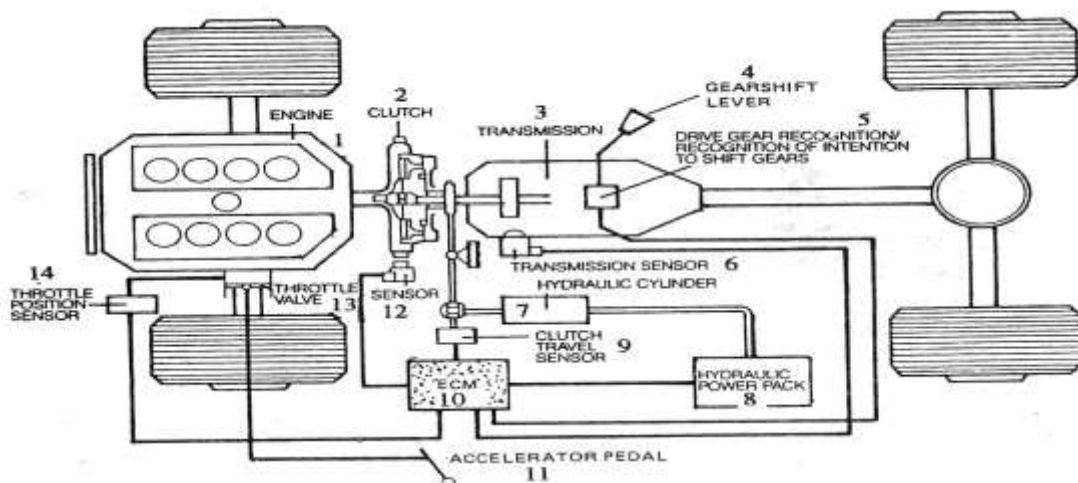 ENGINE
1
2
CLUTCH
3
TRANSMISSION
4
GEARSHIFT
LEVER
5
DRIVE GEAR RECOGNITION/
RECOGNITION OF INTENTION
TO SHIFT GEARS
TRANSMISSION SENSOR 6
HYDRAULIC CYLINDER
7
HYDRAULIC
POWER PACK
8
CLUTCH
TRAVEL
SENSOR
9
"ECM"
10
ACCELERATOR PEDAL
11
SENSOR
12
THROTTLE
VALVE 13
14
THROTTLE
POSITION
SENSOR